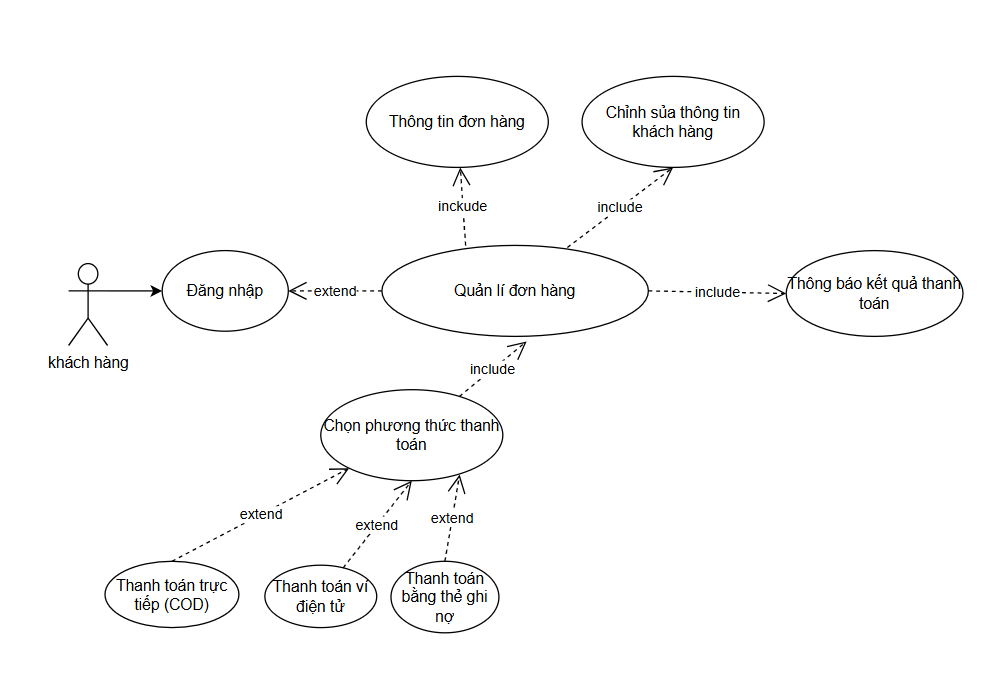 Thông tin đơn hàng
Chỉnh sủa thông tin
khách hàng
inckude
include
Đăng nhập
extend
Quản lí đơn hàng
include
Thông báo kết quả thanh
toán
khách hàng
include
Chọn phương thức thanh
toán
extend
extend
extend
Thanh toán trực
tiếp (COD)
Thanh toán ví
điện tử
Thanh toán
bằng thẻ ghi
nợ